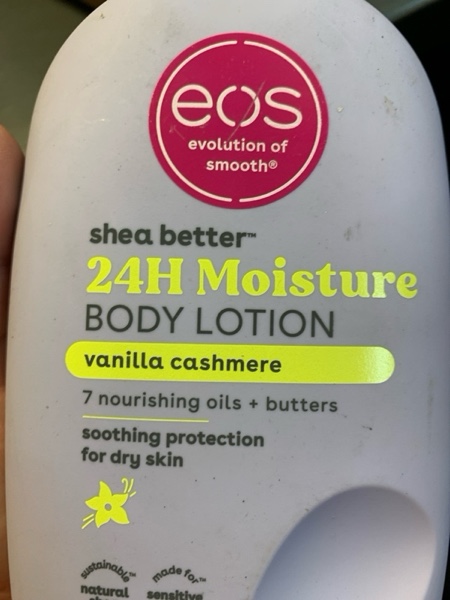 eos
evolution of
smooth®
shea better™
24H Moisture
BODY LOTION
vanilla cashmere
7 nourishing oils + butters
soothing protection
for dry skin
sustainable™ made for™
natural sensitive